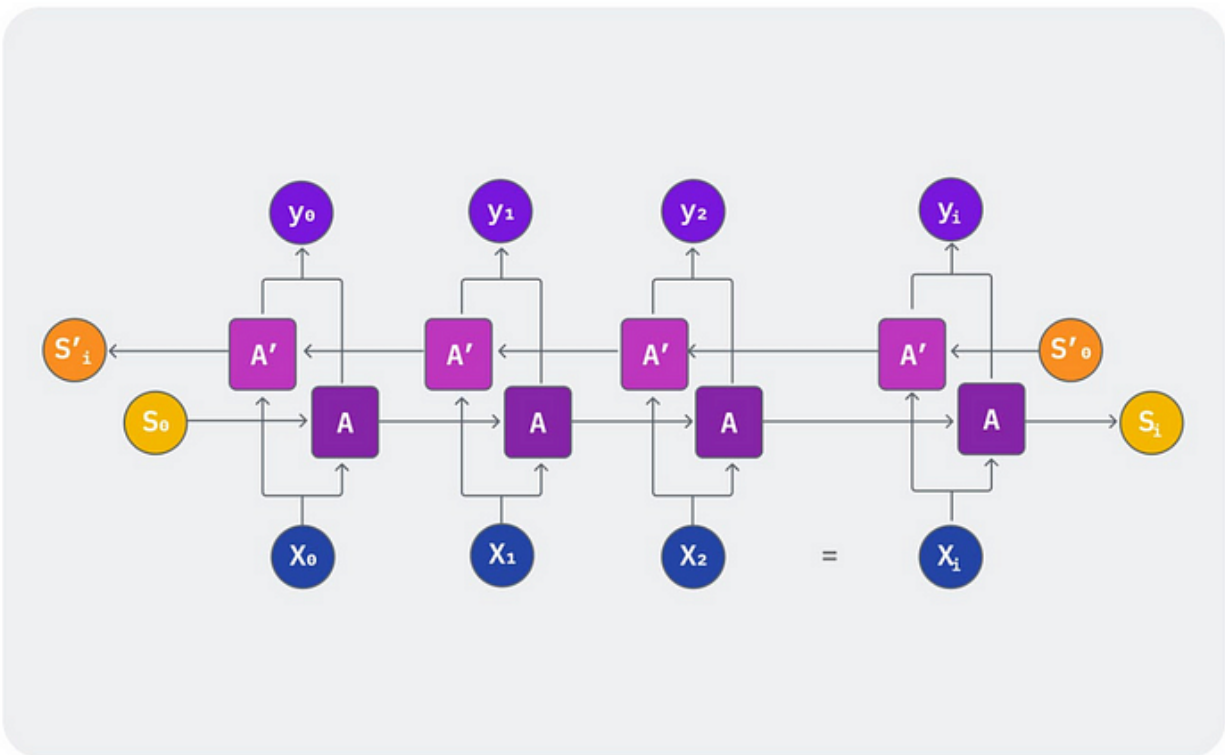 y₀ y₁ y₂ yᵢ
S′ᵢ A′ A′ A′ A′ S′₀
S₀ A A A A Sᵢ
X₀ X₁ X₂ = Xᵢ